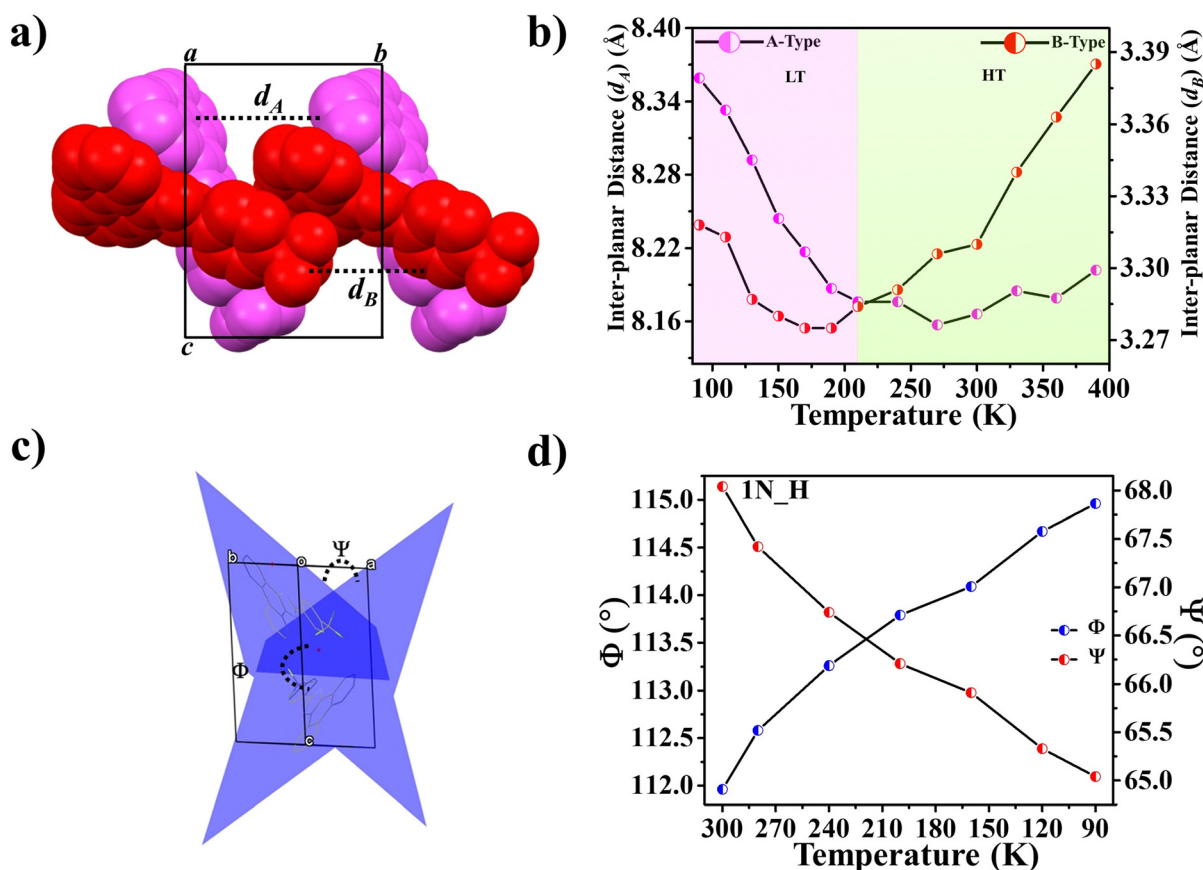 a)
a
b
d_A
d_B
c
b)
Inter-planar Distance (d_A) (Å)
8.40
8.34
8.28
8.22
8.16
A-Type
B-Type
LT
HT
3.39
3.36
3.33
3.30
3.27
Inter-planar Distance (d_B) (Å)
100 150 200 250 300 350 400
Temperature (K)
c)
Ψ
b
o
a
Φ
c
d)
1N_H
Φ (°)
115.0
114.5
114.0
113.5
113.0
112.5
112.0
Φ
Ψ
68.0
67.5
67.0
66.5
66.0
65.5
65.0
Ψ (°)
300 270 240 210 180 150 120 90
Temperature (K)